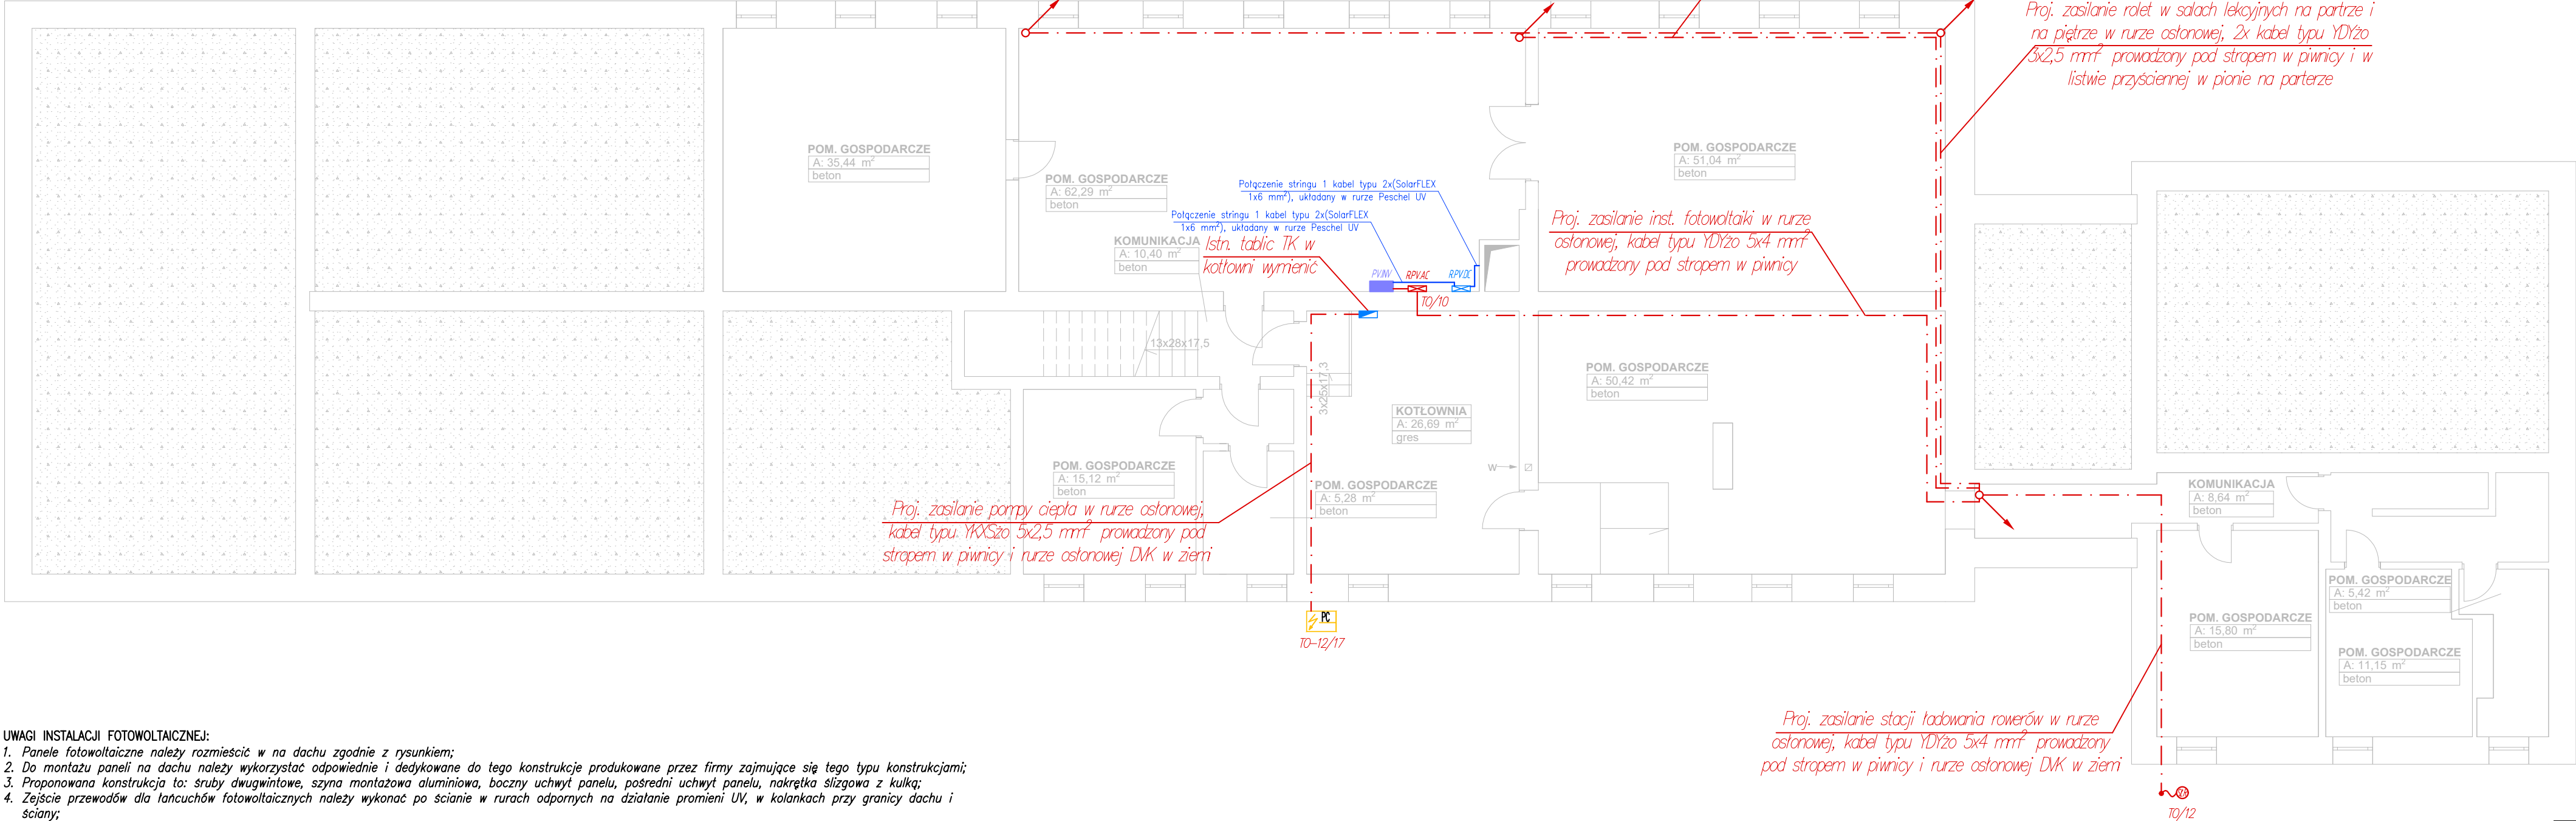 Proj. zasilanie rolet w salach lekcyjnych na partrze i
na piętrze w rurze osłonowej, 2x kabel typu YDYżo
3x2,5 mm² prowadzony pod stropem w piwnicy i w
listwie przyściennej w pionie na parterze
POM. GOSPODARCZE
A: 35,44 m²
beton
POM. GOSPODARCZE
A: 62,29 m²
beton
POM. GOSPODARCZE
A: 51,04 m²
beton
Połączenie stringu 1 kabel typu 2x(SolarFLEX
1x6 mm²), układany w rurze Peschel UV
Połączenie stringu 1 kabel typu 2x(SolarFLEX
1x6 mm²), układany w rurze Peschel UV
KOMUNIKACJA
A: 10,40 m²
beton
Istn. tablic TK w
kotłowni wymienić
PV.INV
R.PV.AC
R.PV.DC
TO/10
Proj. zasilanie inst. fotowoltaiki w rurze
osłonowej, kabel typu YDYżo 5x4 mm²
prowadzony pod stropem w piwnicy
13x28x17,5
3x25x17,3
POM. GOSPODARCZE
A: 50,42 m²
beton
KOTŁOWNIA
A: 26,69 m²
gres
W
POM. GOSPODARCZE
A: 15,12 m²
beton
POM. GOSPODARCZE
A: 5,28 m²
beton
Proj. zasilanie pompy ciepła w rurze osłonowej,
kabel typu YKXSżo 5x2,5 mm² prowadzony pod
stropem w piwnicy i rurze osłonowej DVK w ziemi
KOMUNIKACJA
A: 8,64 m²
beton
POM. GOSPODARCZE
A: 5,42 m²
beton
POM. GOSPODARCZE
A: 15,80 m²
beton
POM. GOSPODARCZE
A: 11,15 m²
beton
PC
TO-12/17
Proj. zasilanie stacji ładowania rowerów w rurze
osłonowej, kabel typu YDYżo 5x4 mm² prowadzony
pod stropem w piwnicy i rurze osłonowej DVK w ziemi
TO/12
UWAGI INSTALACJI FOTOWOLTAICZNEJ:
1. Panele fotowoltaiczne należy rozmieścić w na dachu zgodnie z rysunkiem;
2. Do montażu paneli na dachu należy wykorzystać odpowiednie i dedykowane do tego konstrukcje produkowane przez firmy zajmujące się tego typu konstrukcjami;
3. Proponowana konstrukcja to: śruby dwugwintowe, szyna montażowa aluminiowa, boczny uchwyt panelu, pośredni uchwyt panelu, nakrętka ślizgowa z kulką;
4. Zejście przewodów dla łańcuchów fotowoltaicznych należy wykonać po ścianie w rurach odpornych na działanie promieni UV, w kolankach przy granicy dachu i
ściany;